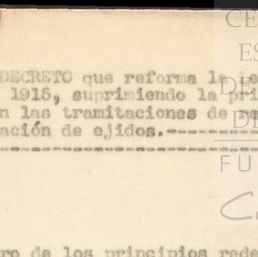 DECRETO que reforma la
1915, suprimiendo la
las tramitaciones de
ación de ejidos.
de los principios
CE
ES
DE
D
FU
C